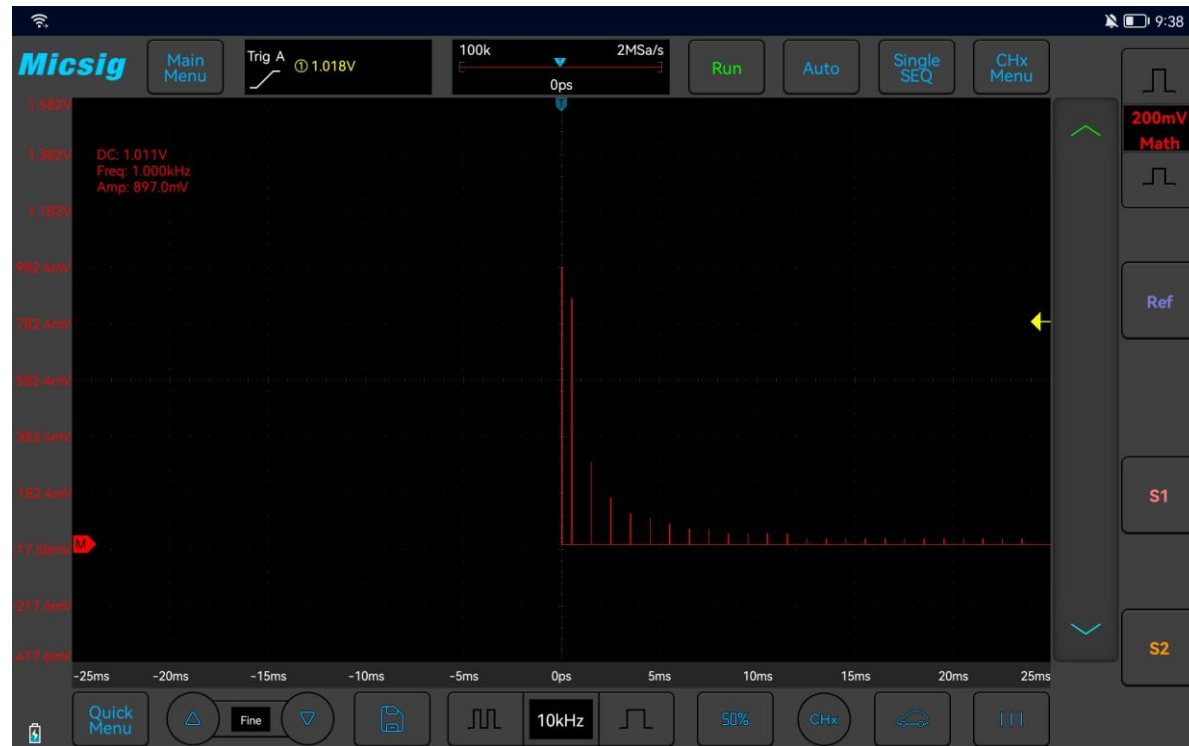 9:38
Micsig
Main
Menu
Trig A
① 1.018V
100k
2MSa/s
0ps
Run
Auto
Single
SEQ
CHx
Menu
T
1.582V
1.382V
1.182V
982.4mV
782.4mV
582.4mV
382.4mV
182.4mV
-17.58mV
-217.6mV
-417.6mV
DC: 1.011V
Freq: 1.000kHz
Amp: 897.0mV
M
200mV
Math
Ref
S1
S2
-25ms
-20ms
-15ms
-10ms
-5ms
0ps
5ms
10ms
15ms
20ms
25ms
Quick
Menu
Fine
10kHz
50%
CHx